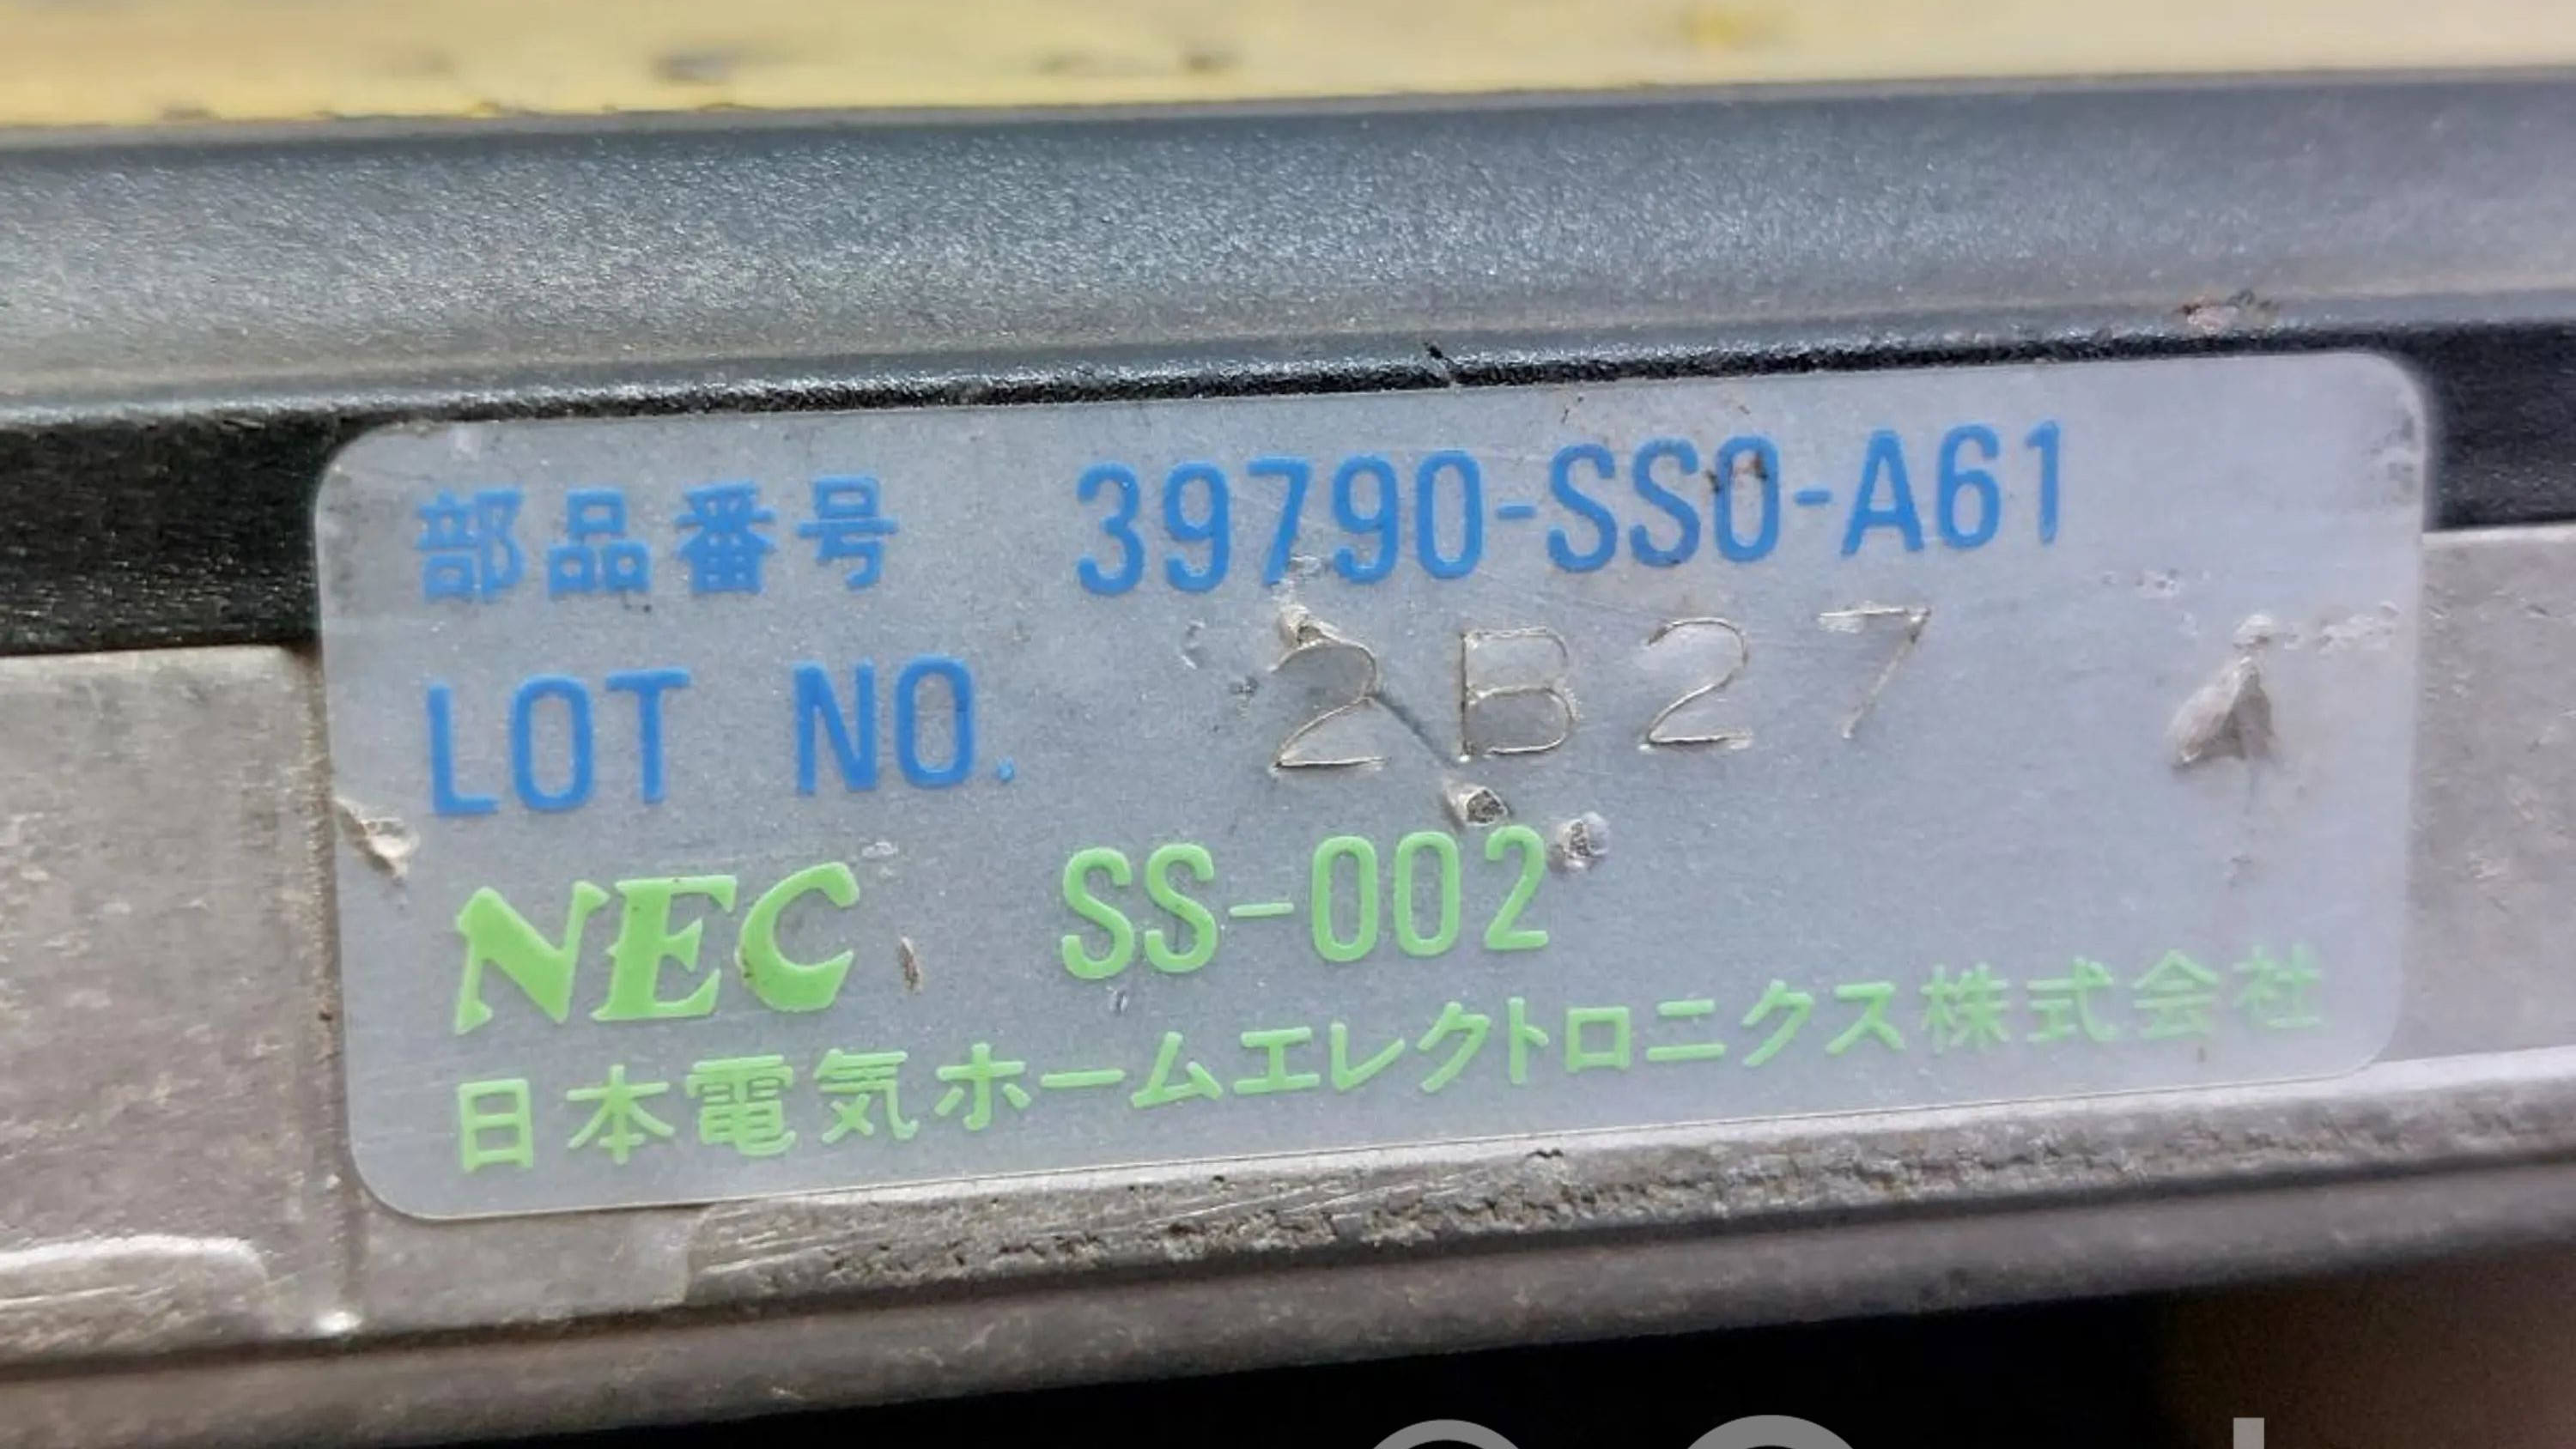 部品番号 39790-SS0-A61
LOT NO. 2B27
NEC SS-002
日本電気ホームエレクトロニクス株式会社